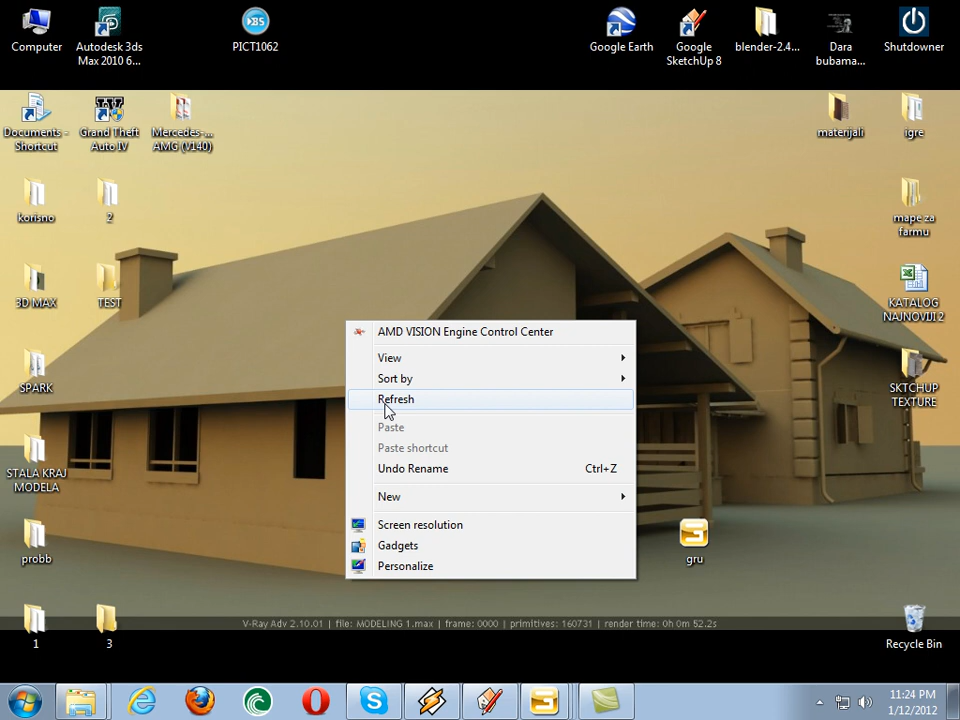 Computer
Autodesk 3ds
Max 2010 6...
PICT1062
Google Earth
Google
SketchUp 8
blender-2.4...
Dara
bubama...
Shutdowner
Documents -
Shortcut
Grand Theft
Auto IV
Mercedes-...
AMG (V140)
materijali
igre
korisno
2
mape za
farmu
3D MAX
TEST
KATALOG
NAJNOVIJI 2
SPARK
SKTCHUP
TEXTURE
STALA KRAJ
MODELA
probb
gru
1
3
Recycle Bin
AMD VISION Engine Control Center
View
Sort by
Refresh
Paste
Paste shortcut
Undo Rename Ctrl+Z
New
Screen resolution
Gadgets
Personalize
V-Ray Adv 2.10.01 | file: MODELING 1.max | frame: 0000 | primitives: 160731 | render time: 0h 0m 52.2s
11:24 PM
1/12/2012